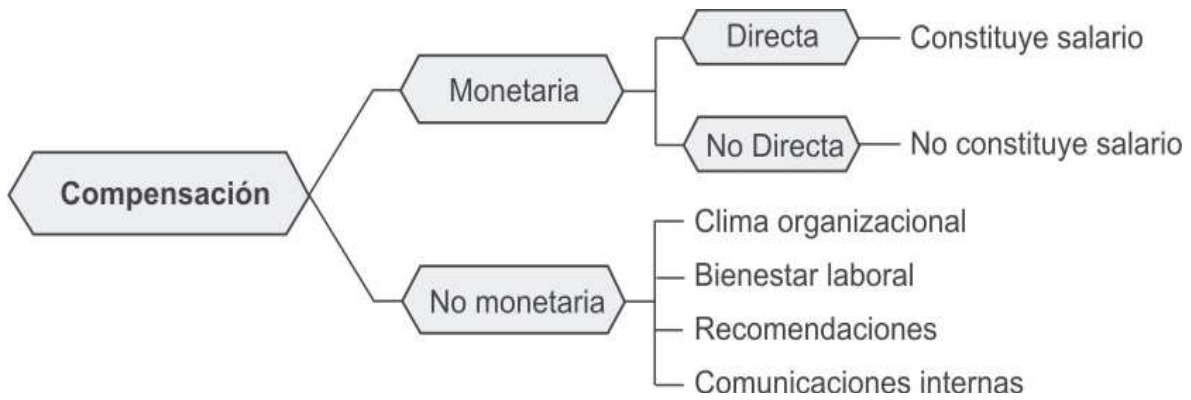 Compensación
Monetaria
Directa
Constituye salario
No Directa
No constituye salario
No monetaria
Clima organizacional
Bienestar laboral
Recomendaciones
Comunicaciones internas